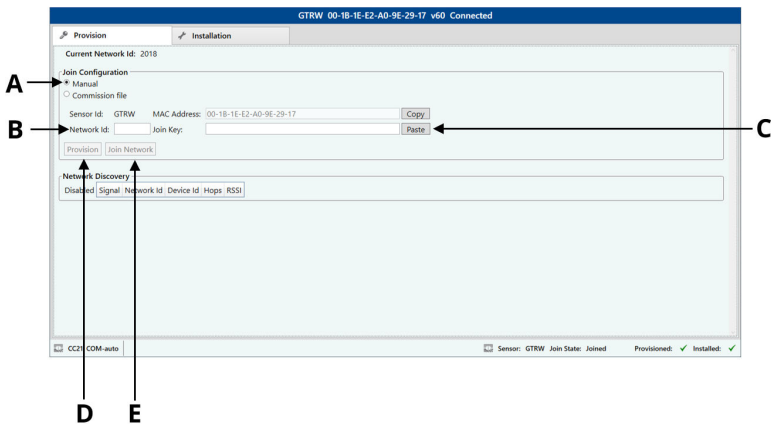 GTRW 00-1B-1E-E2-A0-9E-29-17 v60 Connected
Provision Installation
Current Network Id: 2018
Join Configuration
A Manual
Commission file
Sensor Id: GTRW MAC Address: 00-1B-1E-E2-A0-9E-29-17 Copy
B Network Id: Join Key: Paste C
Provision Join Network
Network Discovery
Disabled Signal Network Id Device Id Hops RSSI
CC21 COM-auto Sensor: GTRW Join State: Joined Provisioned: ✓ Installed: ✓
D E